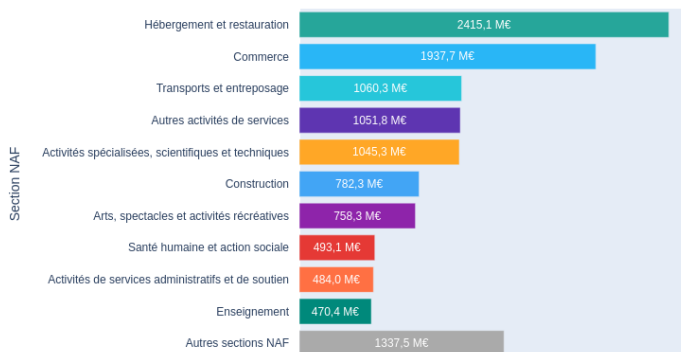 Section NAF
Hébergement et restauration 2415,1 M€
Commerce 1937,7 M€
Transports et entreposage 1060,3 M€
Autres activités de services 1051,8 M€
Activités spécialisées, scientifiques et techniques 1045,3 M€
Construction 782,3 M€
Arts, spectacles et activités récréatives 758,3 M€
Santé humaine et action sociale 493,1 M€
Activités de services administratifs et de soutien 484,0 M€
Enseignement 470,4 M€
Autres sections NAF 1337,5 M€